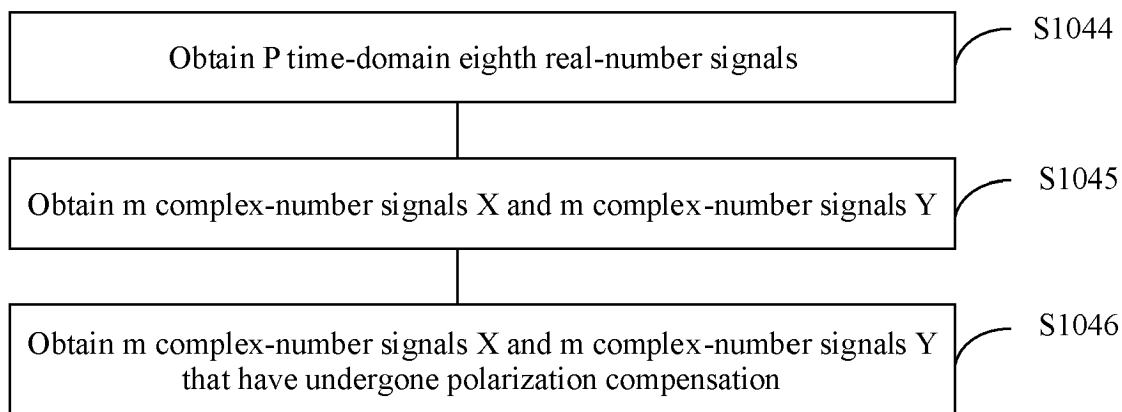 S1044
Obtain P time-domain eighth real-number signals
S1045
Obtain m complex-number signals X and m complex-number signals Y
S1046
Obtain m complex-number signals X and m complex-number signals Y
that have undergone polarization compensation